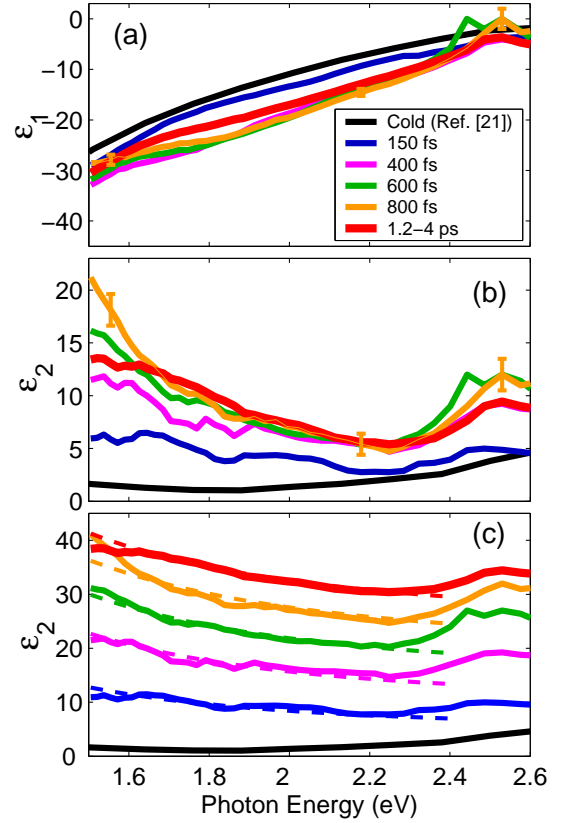 (a)
0
−10
−20
−30
−40
ε1
Cold (Ref. [21])
150 fs
400 fs
600 fs
800 fs
1.2−4 ps
(b)
20
15
10
5
0
ε2
(c)
40
30
20
10
0
ε2
1.6 1.8 2 2.2 2.4 2.6
Photon Energy (eV)